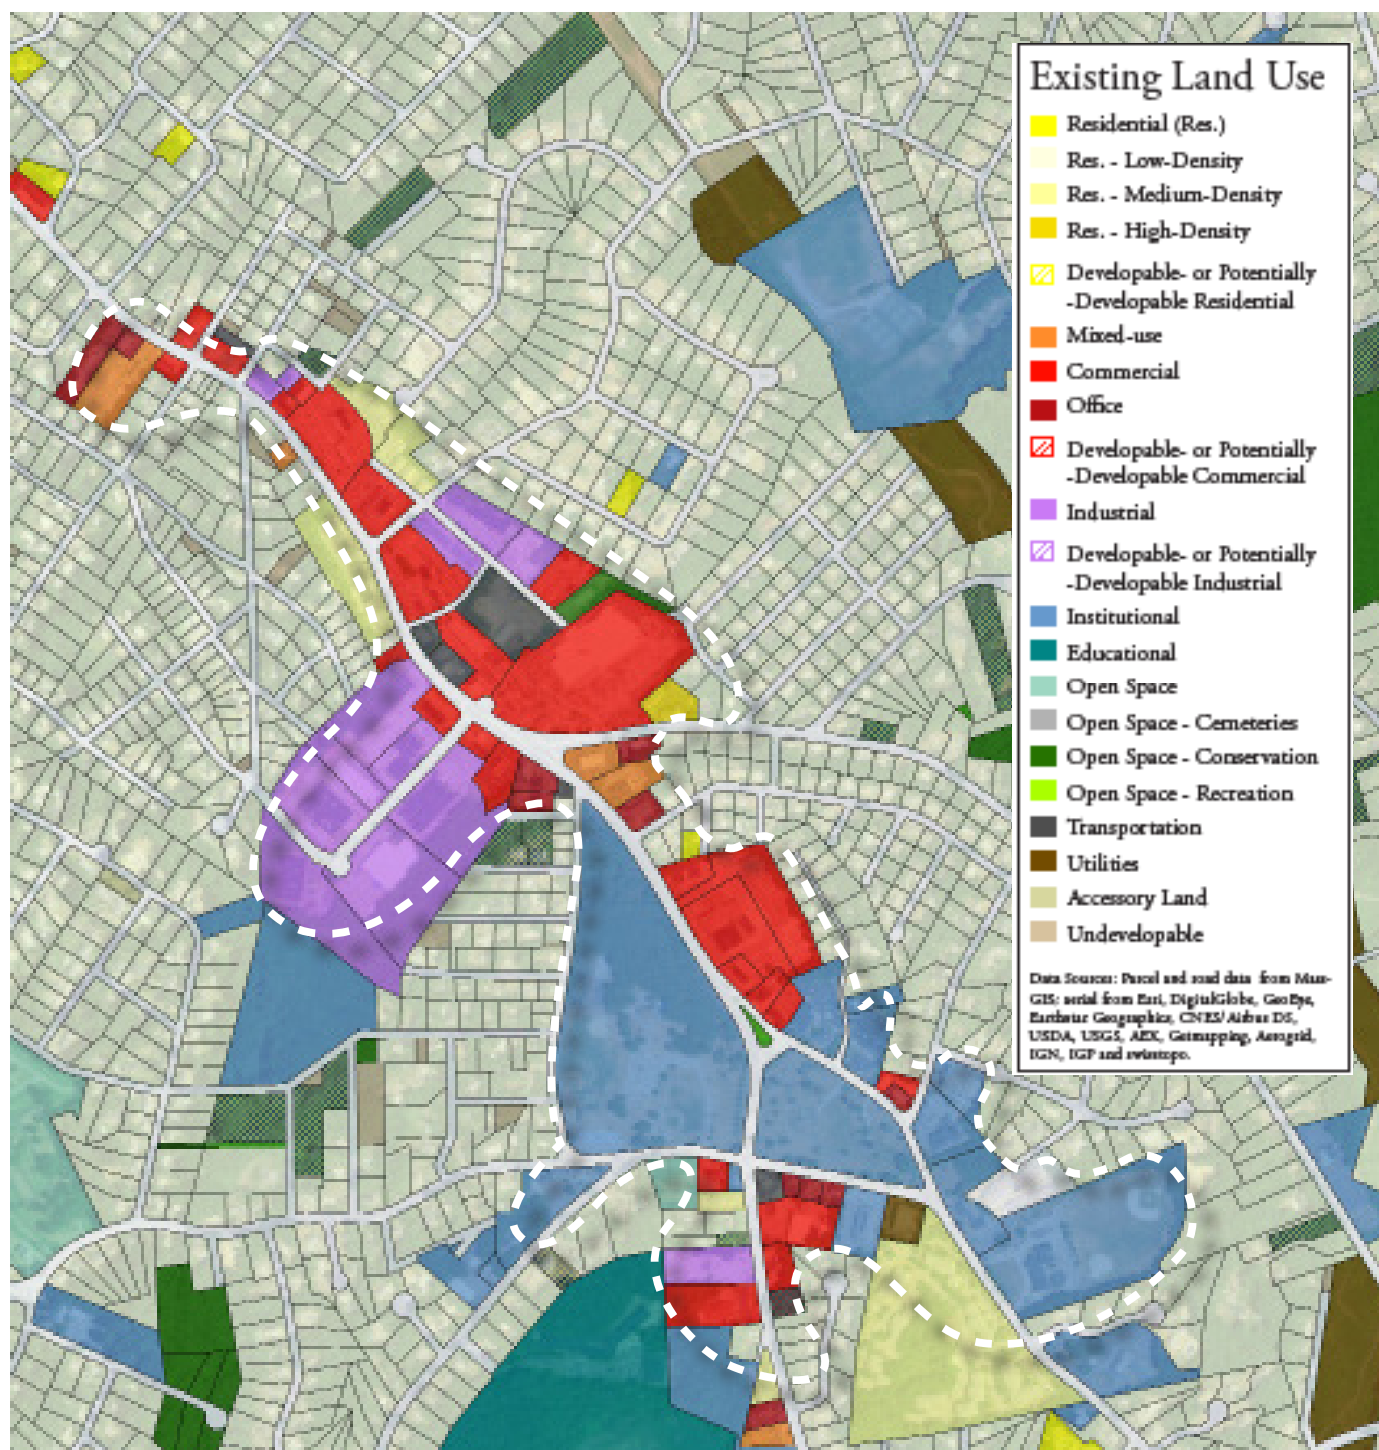 Existing Land Use
Residential (Res.)
Res. - Low-Density
Res. - Medium-Density
Res. - High-Density
Developable- or Potentially
-Developable Residential
Mixed-use
Commercial
Office
Developable- or Potentially
-Developable Commercial
Industrial
Developable- or Potentially
-Developable Industrial
Institutional
Educational
Open Space
Open Space - Cemeteries
Open Space - Conservation
Open Space - Recreation
Transportation
Utilities
Accessory Land
Undevelopable
Data Sources: Parcel and road data from Mas-
GIS; aerial from Esri, DigitalGlobe, GeoEye,
Earthstar Geographics, CNES/Airbus DS,
USDA, USGS, AEX, Getmapping, Aerogrid,
IGN, IGP and swisstopo.